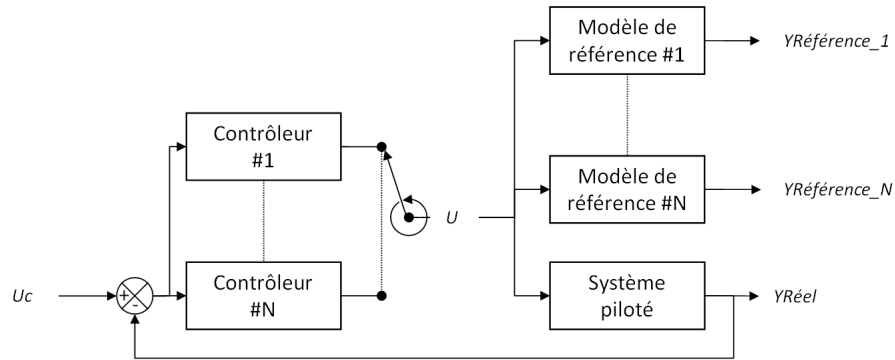 Modèle de
référence #1
YRéférence_1
Contrôleur
#1
Modèle de
référence #N
YRéférence_N
U
Uc
+
-
Contrôleur
#N
Système
piloté
YRéel